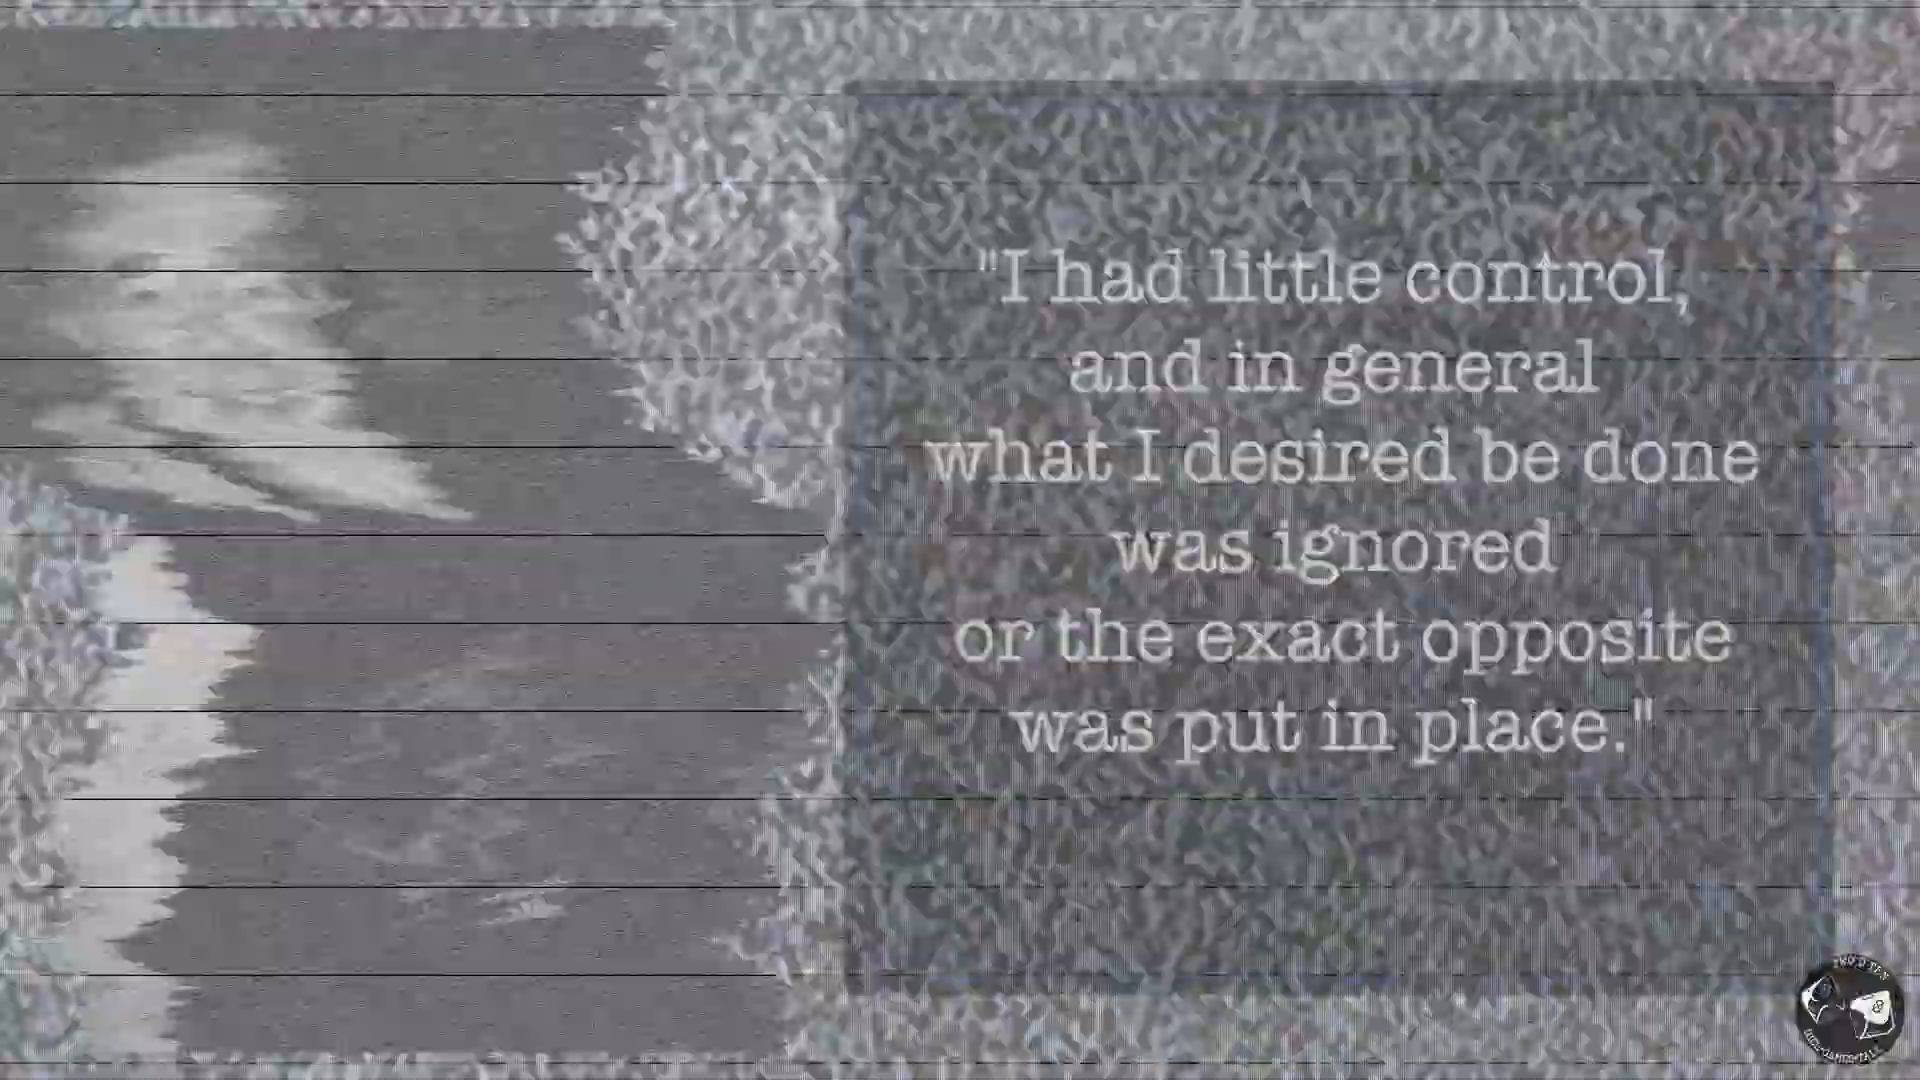 "I had little control,
and in general
what I desired be done
was ignored
or the exact opposite
was put in place."